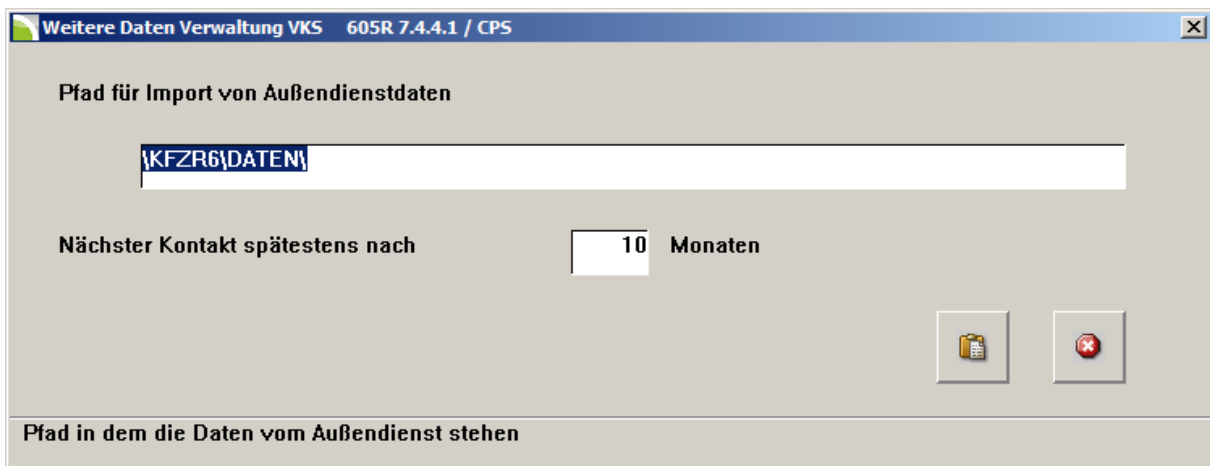 Weitere Daten Verwaltung VKS 605R 7.4.4.1 / CPS
Pfad für Import von Außendienstdaten
\KFZR6\DATEN\
Nächster Kontakt spätestens nach 10 Monaten
Pfad in dem die Daten vom Außendienst stehen